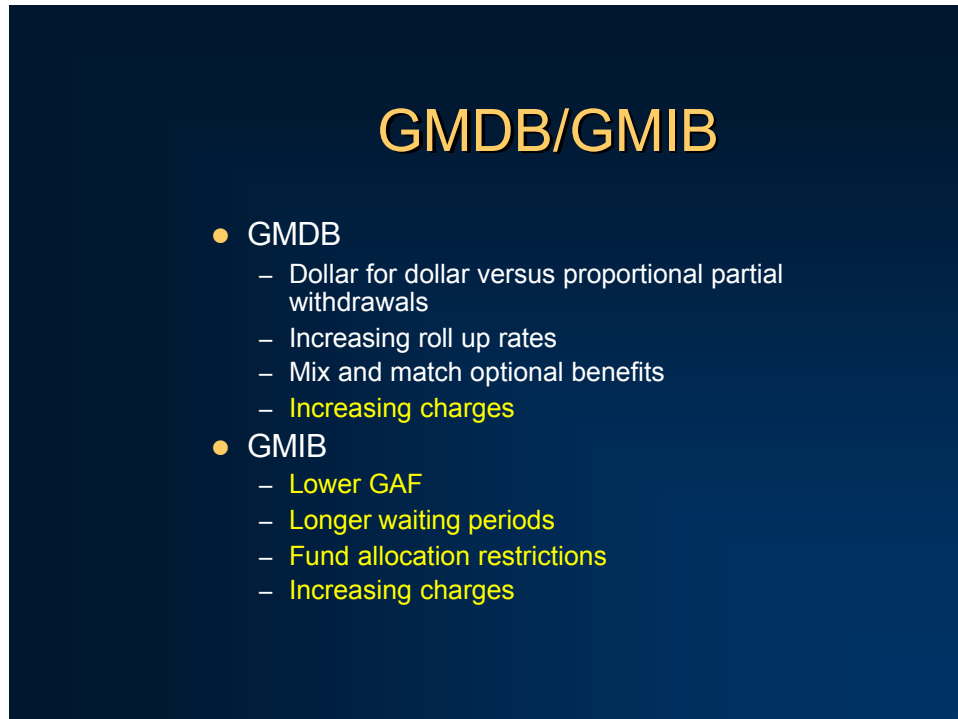 GMDB/GMIB
● GMDB
– Dollar for dollar versus proportional partial
withdrawals
– Increasing roll up rates
– Mix and match optional benefits
– Increasing charges
● GMIB
– Lower GAF
– Longer waiting periods
– Fund allocation restrictions
– Increasing charges